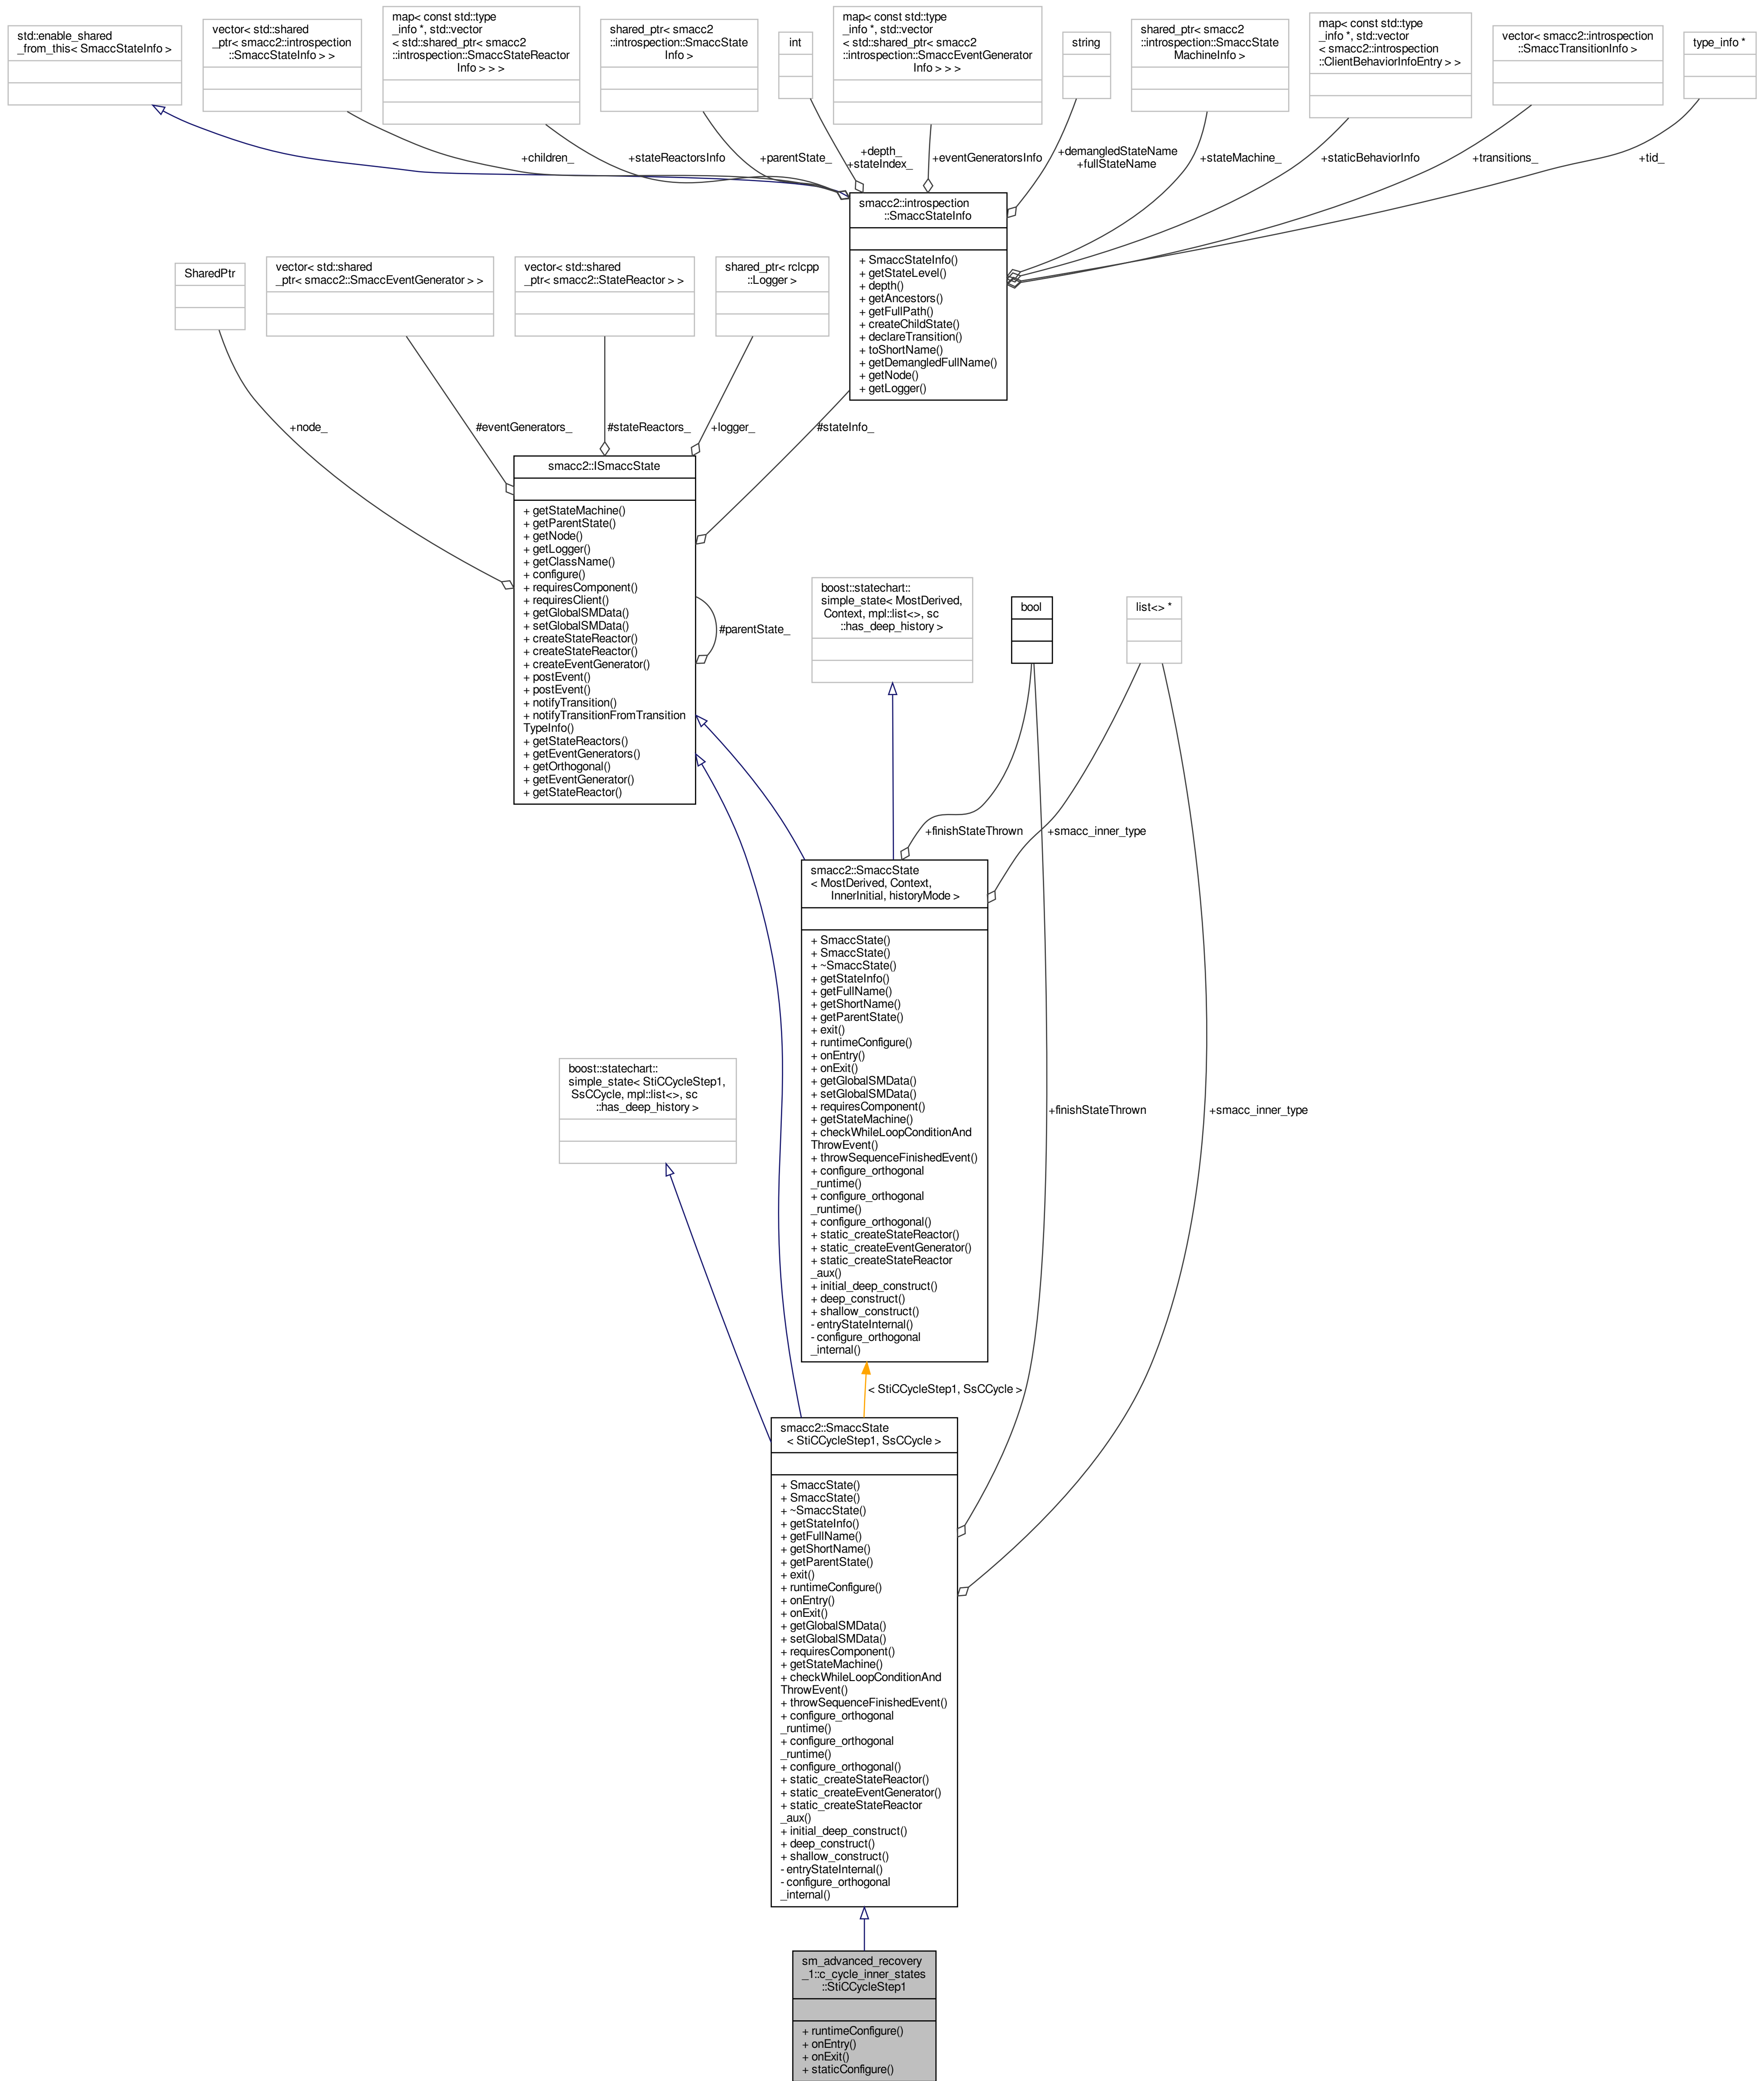 std::enable_shared
_from_this< SmaccStateInfo >
vector< std::shared
_ptr< smacc2::introspection
::SmaccStateInfo > >
map< const std::type
_info *, std::vector
< std::shared_ptr< smacc2
::introspection::SmaccStateReactor
Info > > >
shared_ptr< smacc2
::introspection::SmaccState
Info >
int
map< const std::type
_info *, std::vector
< std::shared_ptr< smacc2
::introspection::SmaccEventGenerator
Info > > >
string
shared_ptr< smacc2
::introspection::SmaccState
MachineInfo >
map< const std::type
_info *, std::vector
< smacc2::introspection
::ClientBehaviorInfoEntry > >
vector< smacc2::introspection
::SmaccTransitionInfo >
type_info *
+children_
+stateReactorsInfo
+parentState_
+depth_
+stateIndex_
+eventGeneratorsInfo
+demangledStateName
+fullStateName
+stateMachine_
+staticBehaviorInfo
+transitions_
+tid_
smacc2::introspection
::SmaccStateInfo
+ SmaccStateInfo()
+ getStateLevel()
+ depth()
+ getAncestors()
+ getFullPath()
+ createChildState()
+ declareTransition()
+ toShortName()
+ getDemangledFullName()
+ getNode()
+ getLogger()
SharedPtr
vector< std::shared
_ptr< smacc2::SmaccEventGenerator > >
vector< std::shared
_ptr< smacc2::StateReactor > >
shared_ptr< rclcpp
::Logger >
+node_
#eventGenerators_
#stateReactors_
+logger_
#stateInfo_
smacc2::ISmaccState
+ getStateMachine()
+ getParentState()
+ getNode()
+ getLogger()
+ getClassName()
+ configure()
+ requiresComponent()
+ requiresClient()
+ getGlobalSMData()
+ setGlobalSMData()
+ createStateReactor()
+ createStateReactor()
+ createEventGenerator()
+ postEvent()
+ postEvent()
+ notifyTransition()
+ notifyTransitionFromTransition
TypeInfo()
+ getStateReactors()
+ getEventGenerators()
+ getOrthogonal()
+ getEventGenerator()
+ getStateReactor()
#parentState_
boost::statechart::
simple_state< MostDerived,
Context, mpl::list<>, sc
::has_deep_history >
bool
list<> *
+finishStateThrown
+smacc_inner_type
smacc2::SmaccState
< MostDerived, Context,
InnerInitial, historyMode >
+ SmaccState()
+ SmaccState()
+ ~SmaccState()
+ getStateInfo()
+ getFullName()
+ getShortName()
+ getParentState()
+ exit()
+ runtimeConfigure()
+ onEntry()
+ onExit()
+ getGlobalSMData()
+ setGlobalSMData()
+ requiresComponent()
+ getStateMachine()
+ checkWhileLoopConditionAnd
ThrowEvent()
+ throwSequenceFinishedEvent()
+ configure_orthogonal
_runtime()
+ configure_orthogonal
_runtime()
+ configure_orthogonal()
+ static_createStateReactor()
+ static_createEventGenerator()
+ static_createStateReactor
_aux()
+ initial_deep_construct()
+ deep_construct()
+ shallow_construct()
- entryStateInternal()
- configure_orthogonal
_internal()
boost::statechart::
simple_state< StiCCycleStep1,
SsCCycle, mpl::list<>, sc
::has_deep_history >
+finishStateThrown
+smacc_inner_type
< StiCCycleStep1, SsCCycle >
smacc2::SmaccState
< StiCCycleStep1, SsCCycle >
+ SmaccState()
+ SmaccState()
+ ~SmaccState()
+ getStateInfo()
+ getFullName()
+ getShortName()
+ getParentState()
+ exit()
+ runtimeConfigure()
+ onEntry()
+ onExit()
+ getGlobalSMData()
+ setGlobalSMData()
+ requiresComponent()
+ getStateMachine()
+ checkWhileLoopConditionAnd
ThrowEvent()
+ throwSequenceFinishedEvent()
+ configure_orthogonal
_runtime()
+ configure_orthogonal
_runtime()
+ configure_orthogonal()
+ static_createStateReactor()
+ static_createEventGenerator()
+ static_createStateReactor
_aux()
+ initial_deep_construct()
+ deep_construct()
+ shallow_construct()
- entryStateInternal()
- configure_orthogonal
_internal()
sm_advanced_recovery
_1::c_cycle_inner_states
::StiCCycleStep1
+ runtimeConfigure()
+ onEntry()
+ onExit()
+ staticConfigure()